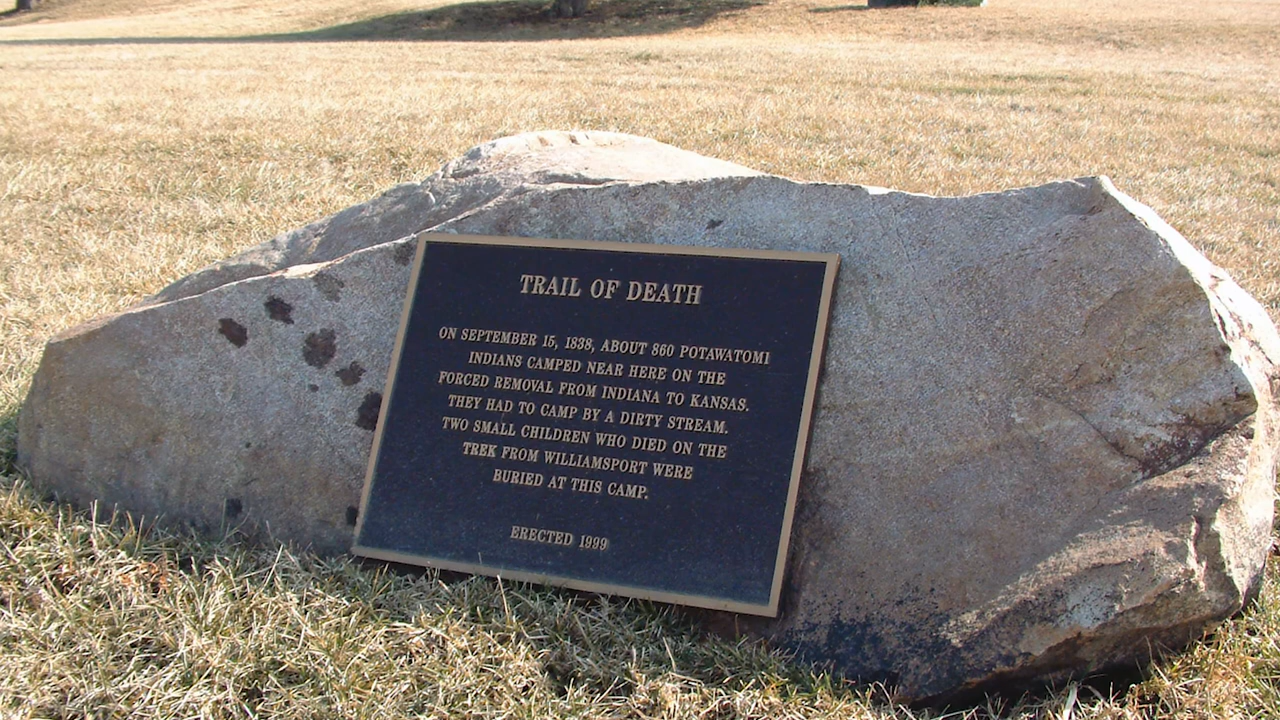 TRAIL OF DEATH
ON SEPTEMBER 15, 1838, ABOUT 860 POTAWATOMI
INDIANS CAMPED NEAR HERE ON THE
FORCED REMOVAL FROM INDIANA TO KANSAS.
THEY HAD TO CAMP BY A DIRTY STREAM.
TWO SMALL CHILDREN WHO DIED ON THE
TREK FROM WILLIAMSPORT WERE
BURIED AT THIS CAMP.
ERECTED 1999